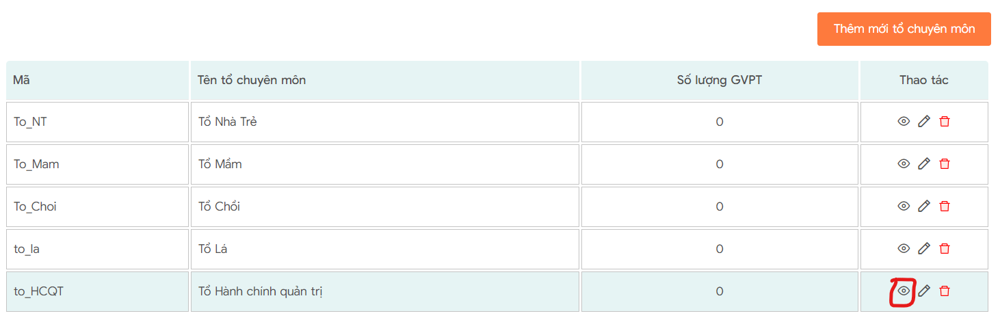 Thêm mới tổ chuyên môn
Mã Tên tổ chuyên môn Số lượng GVPT Thao tác
To_NT Tổ Nhà Trẻ 0
To_Mam Tổ Mầm 0
To_Choi Tổ Chồi 0
to_la Tổ Lá 0
to_HCQT Tổ Hành chính quản trị 0